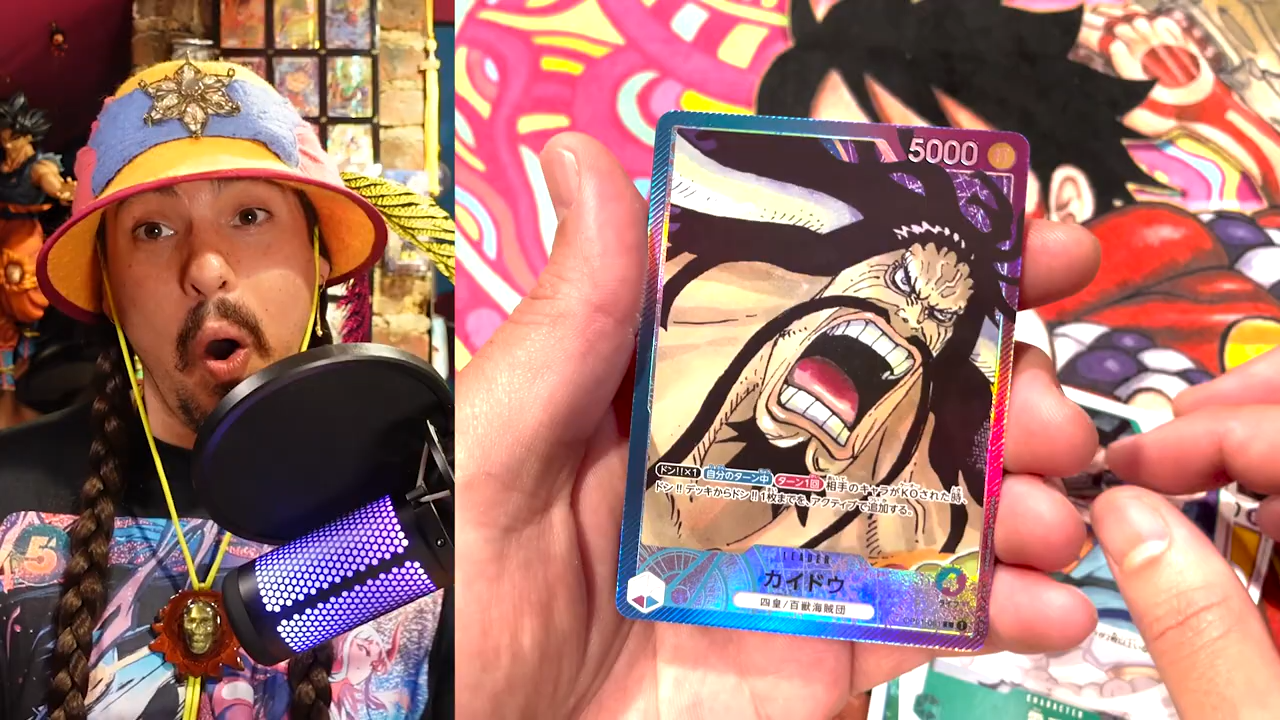 5000
ドン!!×1 自分のターン中 ターン1回 相手のキャラがKOされた時、
ドン!!デッキからドン!!1枚までを、アクティブで追加する。
LEADER
カイドウ
四皇/百獣海賊団
CHARACTER
5